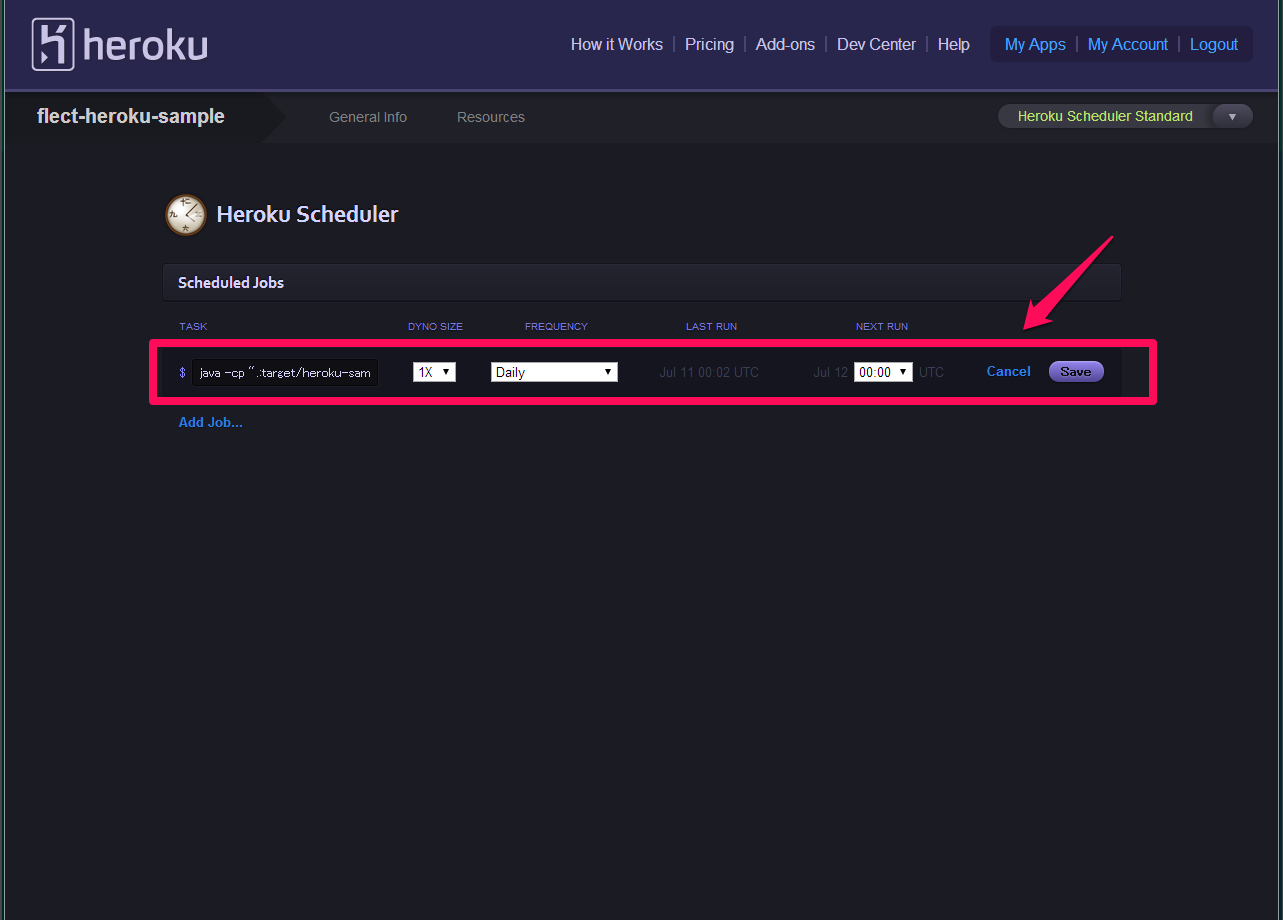 heroku How it Works Pricing Add-ons Dev Center Help My Apps My Account Logout
flect-heroku-sample General Info Resources Heroku Scheduler Standard
Heroku Scheduler
Scheduled Jobs
TASK DYNO SIZE FREQUENCY LAST RUN NEXT RUN
$ java -cp “.:target/heroku-sam 1X Daily Jul 11 00:02 UTC Jul 12 00:00 UTC Cancel Save
Add Job...